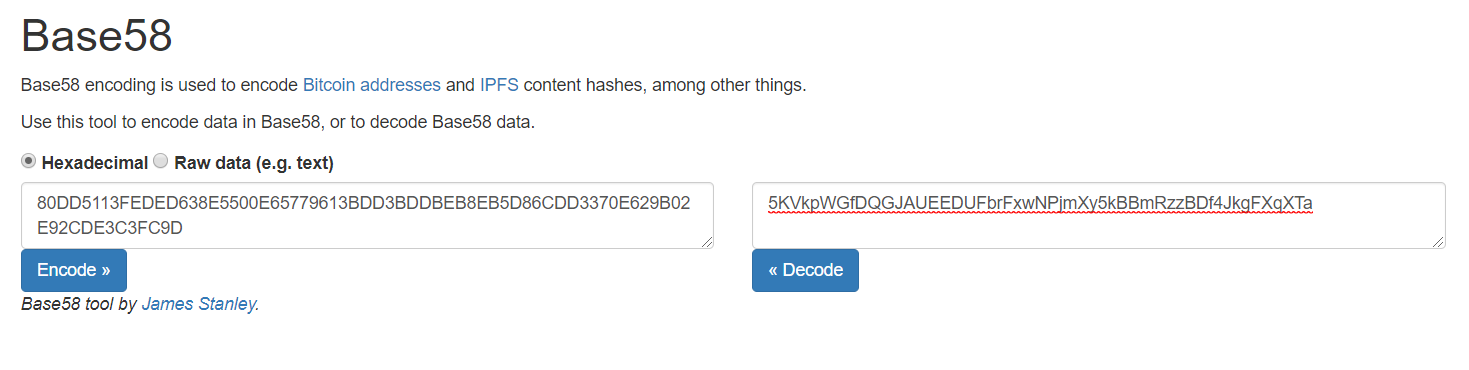 Base58
Base58 encoding is used to encode Bitcoin addresses and IPFS content hashes, among other things.
Use this tool to encode data in Base58, or to decode Base58 data.
Hexadecimal Raw data (e.g. text)
80DD5113FEDED638E5500E65779613BDD3BDDBEB8EB5D86CDD3370E629B02
E92CDE3C3FC9D
5KVkpWGfDQGJAUEEDUFbrFxwNPjmXy5kBBmRzzBDf4JkgFXqXTa
Encode »
« Decode
Base58 tool by James Stanley.